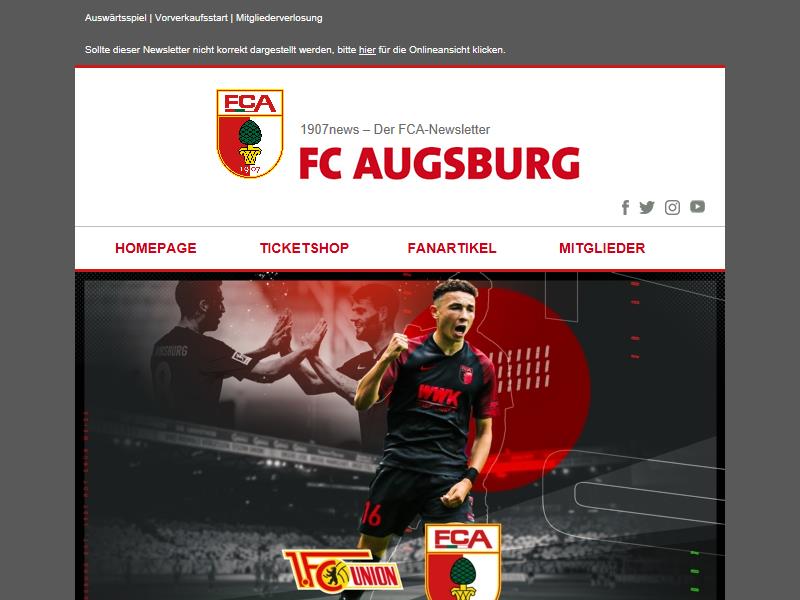 Auswärtsspiel | Vorverkaufsstart | Mitgliederverlosung
Sollte dieser Newsletter nicht korrekt dargestellt werden, bitte hier für die Onlineansicht klicken.
FCA
1907
1907news – Der FCA-Newsletter
FC AUGSBURG
HOMEPAGE TICKETSHOP FANARTIKEL MITGLIEDER
WWK
16
1.FC UNION
FCA